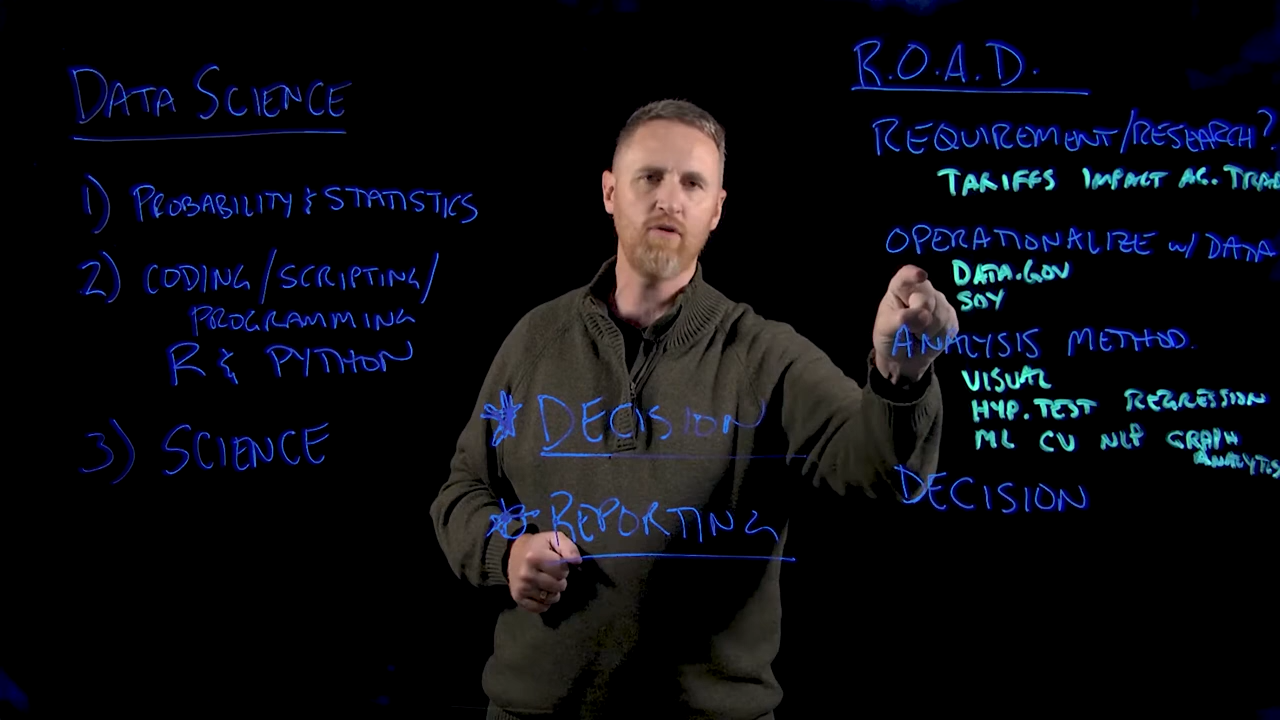 DATA SCIENCE
1) PROBABILITY & STATISTICS
2) CODING/SCRIPTING/
PROGRAMMING
R & PYTHON
3) SCIENCE
* DECISION
* REPORTING
R.O.A.D.
REQUIREMENT/RESEARCH?
TARIFFS IMPACT AG.
OPERATIONALIZE w/ DATA
DATA.GOV
SOY
ANALYSIS METHOD.
VISUAL
HYP. TEST REGRESSION
ML CV NLP GRAPH
ANALYTICS
DECISION